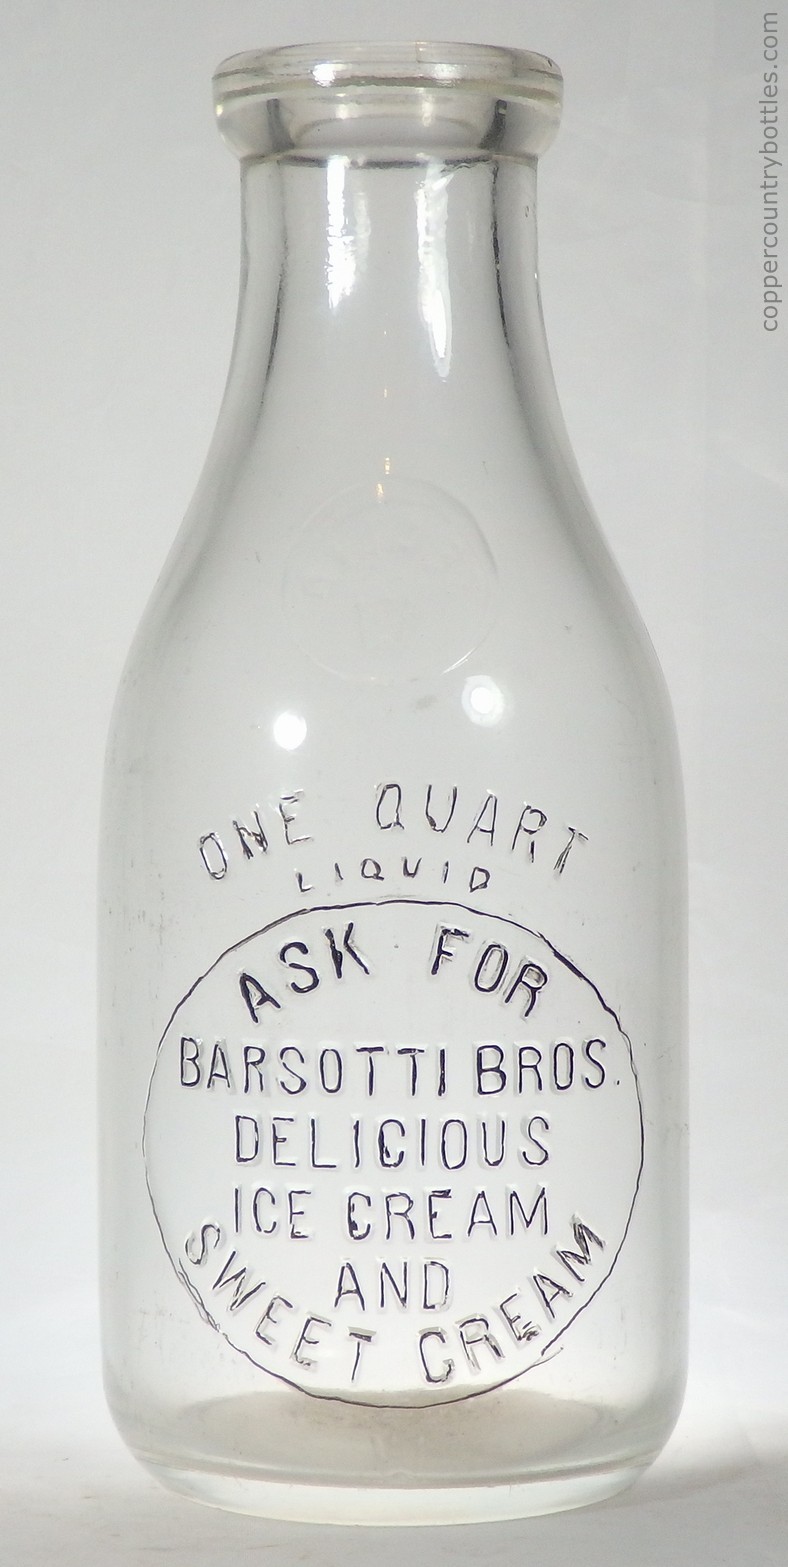 coppercountrybottles.com
ONE QUART
LIQUID
ASK FOR
BARSOTTI BROS.
DELICIOUS
ICE CREAM
AND
SWEET CREAM